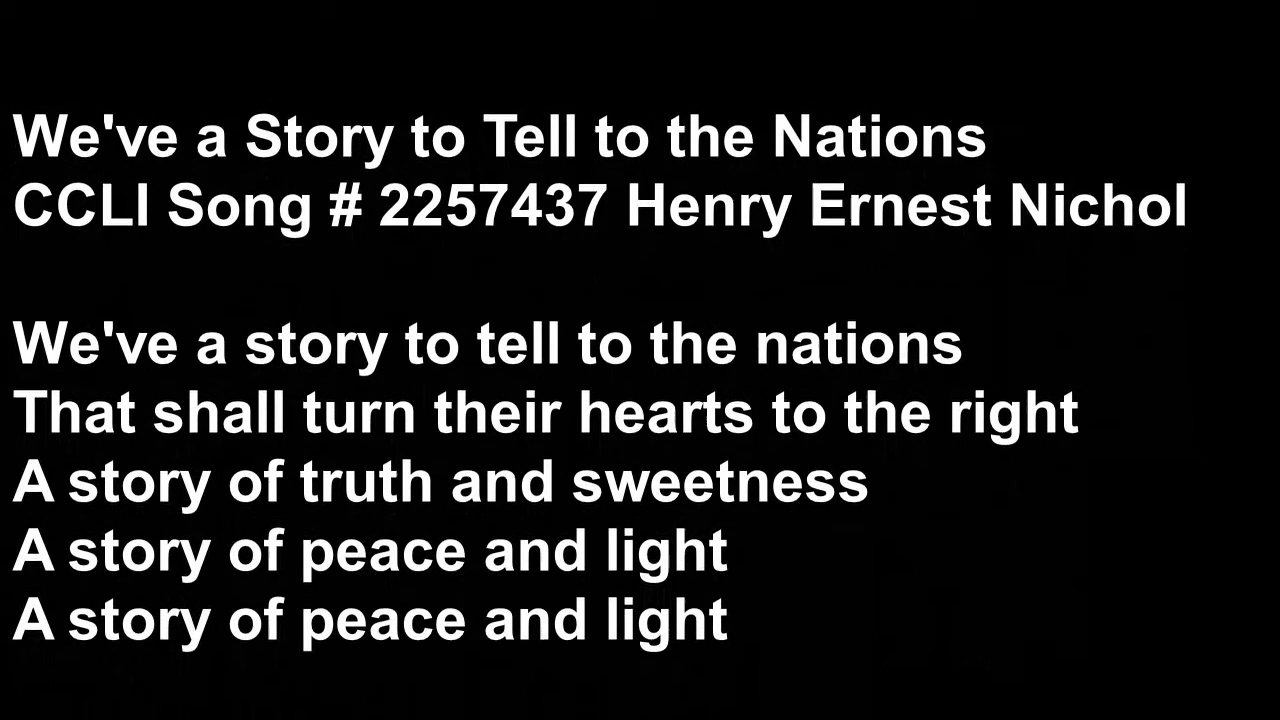 We've a Story to Tell to the Nations
CCLI Song # 2257437 Henry Ernest Nichol
We've a story to tell to the nations
That shall turn their hearts to the right
A story of truth and sweetness
A story of peace and light
A story of peace and light